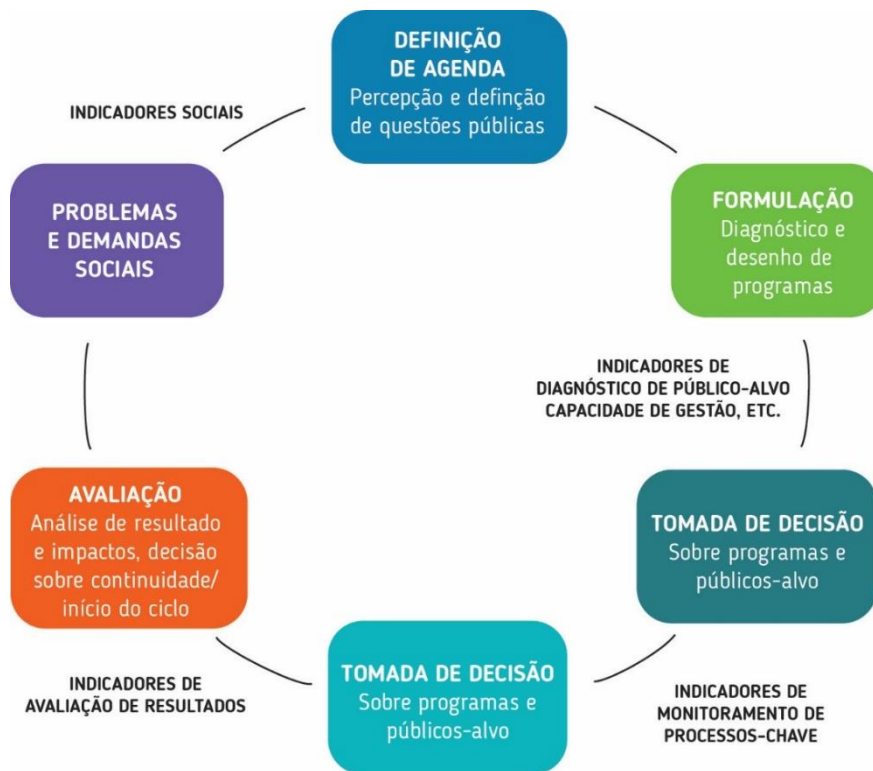 DEFINIÇÃO
DE AGENDA
Percepção e definção
de questões públicas
INDICADORES SOCIAIS
PROBLEMAS
E DEMANDAS
SOCIAIS
FORMULAÇÃO
Diagnóstico e
desenho de
programas
INDICADORES DE
DIAGNÓSTICO DE PÚBLICO-ALVO
CAPACIDADE DE GESTÃO, ETC.
AVALIAÇÃO
Análise de resultado
e impactos, decisão
sobre continuidade/
início do ciclo
TOMADA DE DECISÃO
Sobre programas e
públicos-alvo
TOMADA DE DECISÃO
Sobre programas e
públicos-alvo
INDICADORES DE
AVALIAÇÃO DE RESULTADOS
INDICADORES DE
MONITORAMENTO DE
PROCESSOS-CHAVE